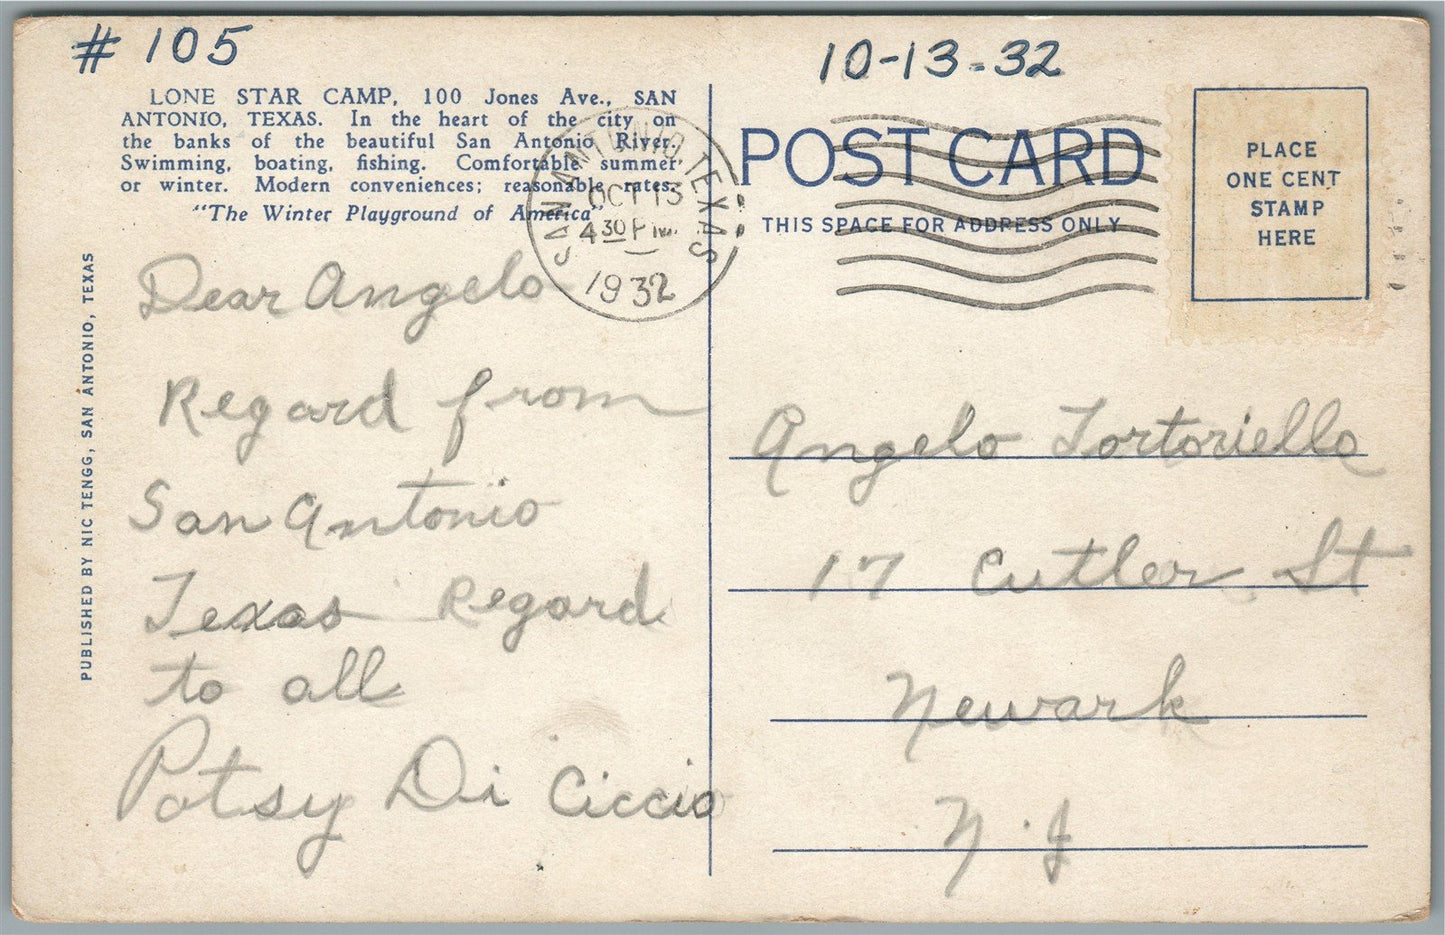 # 105
10-13-32
LONE STAR CAMP, 100 Jones Ave., SAN
ANTONIO, TEXAS. In the heart of the city on
the banks of the beautiful San Antonio River.
Swimming, boating, fishing. Comfortable summer
or winter. Modern conveniences; reasonable rates.
"The Winter Playground of America"
SAN ANTONIO TEXAS
OCT 13
4 30 PM
1932
POST CARD
THIS SPACE FOR ADDRESS ONLY
PLACE
ONE CENT
STAMP
HERE
PUBLISHED BY NIC TENGG, SAN ANTONIO, TEXAS
Dear Angelo
Regard from
San Antonio
Texas Regard
to all
Patsy Di Ciccio
Angelo Tortoriello
17 Cutler St
Newark
N.J